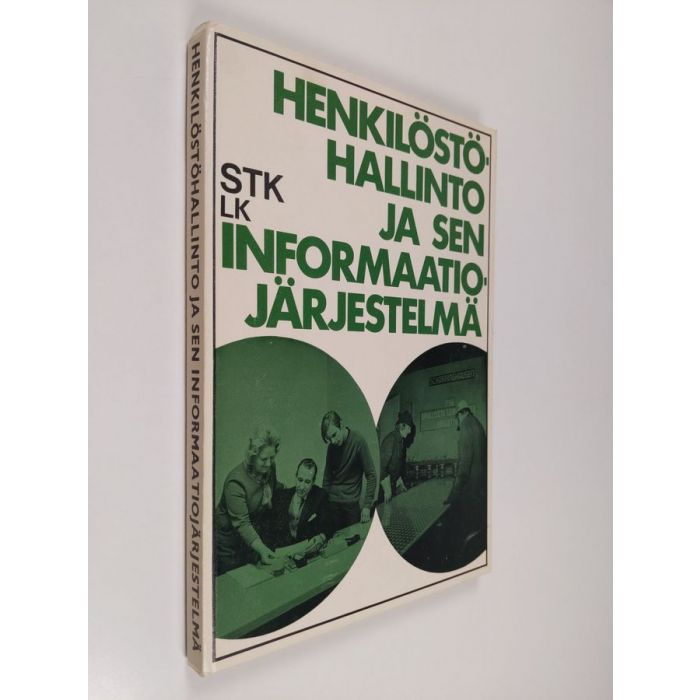 HENKILÖSTÖHALLINTO JA SEN INFORMAATIOJÄRJESTELMÄ
HENKILÖSTÖ-
HALLINTO
JA SEN
INFORMAATIO-
JÄRJESTELMÄ
STK
LK